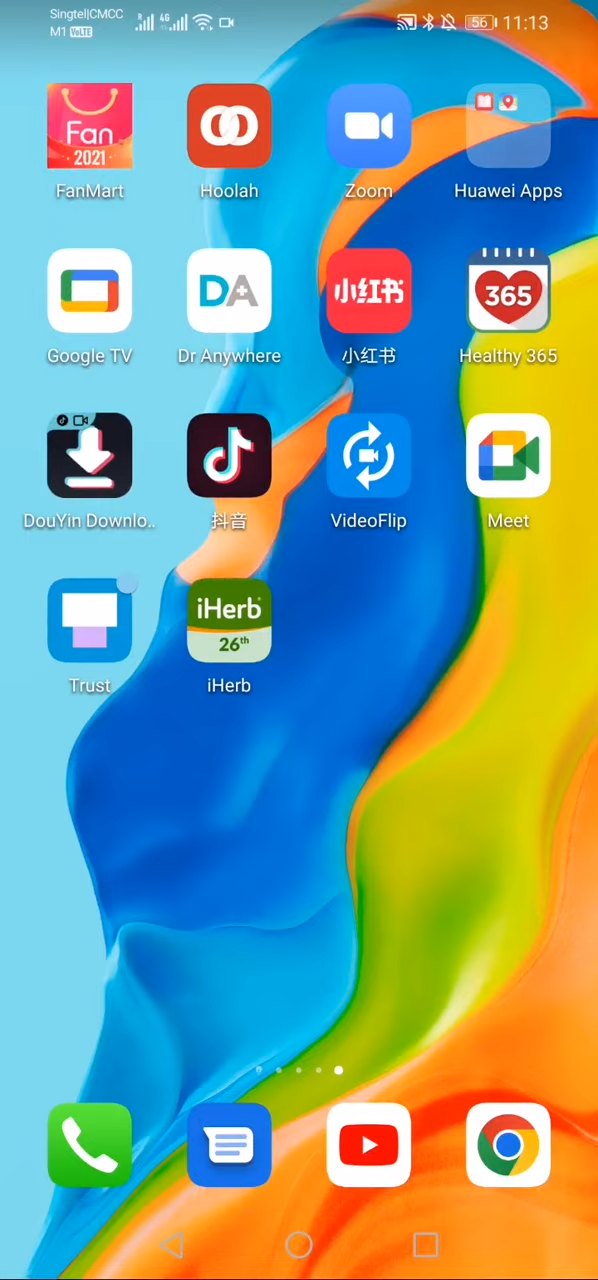 Singtel|CMCC
M1 VoLTE
4G
56
11:13
Fan
2021
FanMart
Hoolah
Zoom
Huawei Apps
DA
小红书
365
Google TV
Dr Anywhere
小红书
Healthy 365
DouYin Downlo..
抖音
VideoFlip
Meet
iHerb
26th
Trust
iHerb